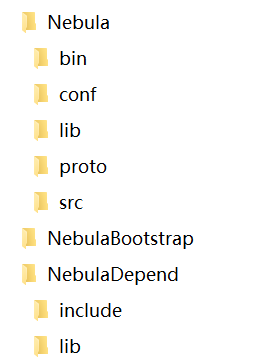 Nebula
bin
conf
lib
proto
src
NebulaBootstrap
NebulaDepend
include
lib